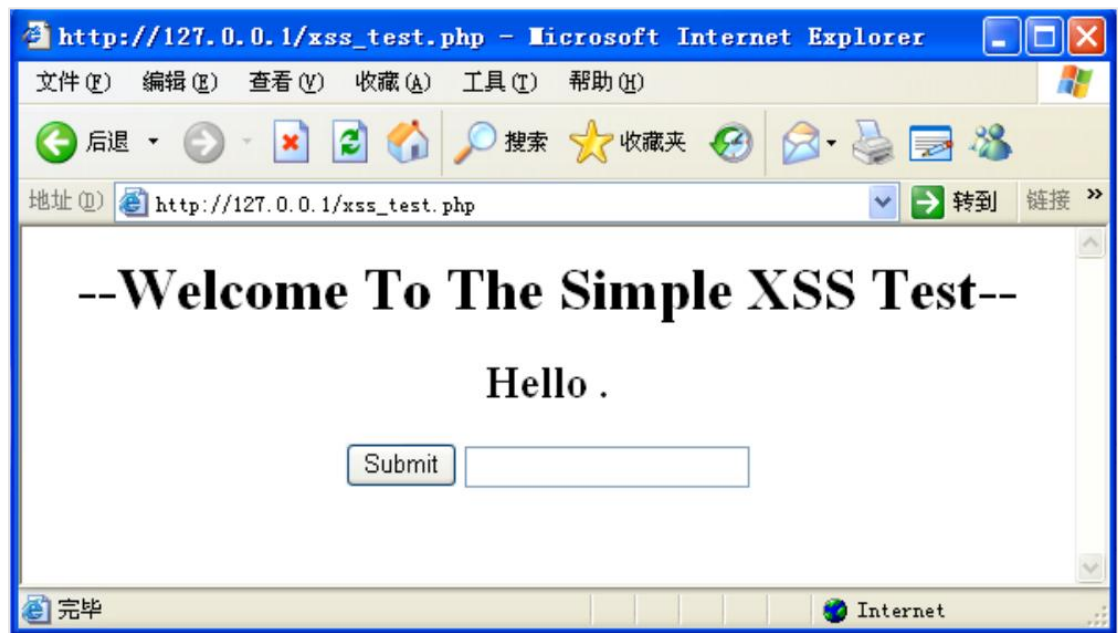 http://127.0.0.1/xss_test.php - Microsoft Internet Explorer
文件(F) 编辑(E) 查看(V) 收藏(A) 工具(T) 帮助(H)
后退 搜索 收藏夹
地址(D) http://127.0.0.1/xss_test.php 转到 链接 »
--Welcome To The Simple XSS Test--
Hello .
Submit
完毕 Internet